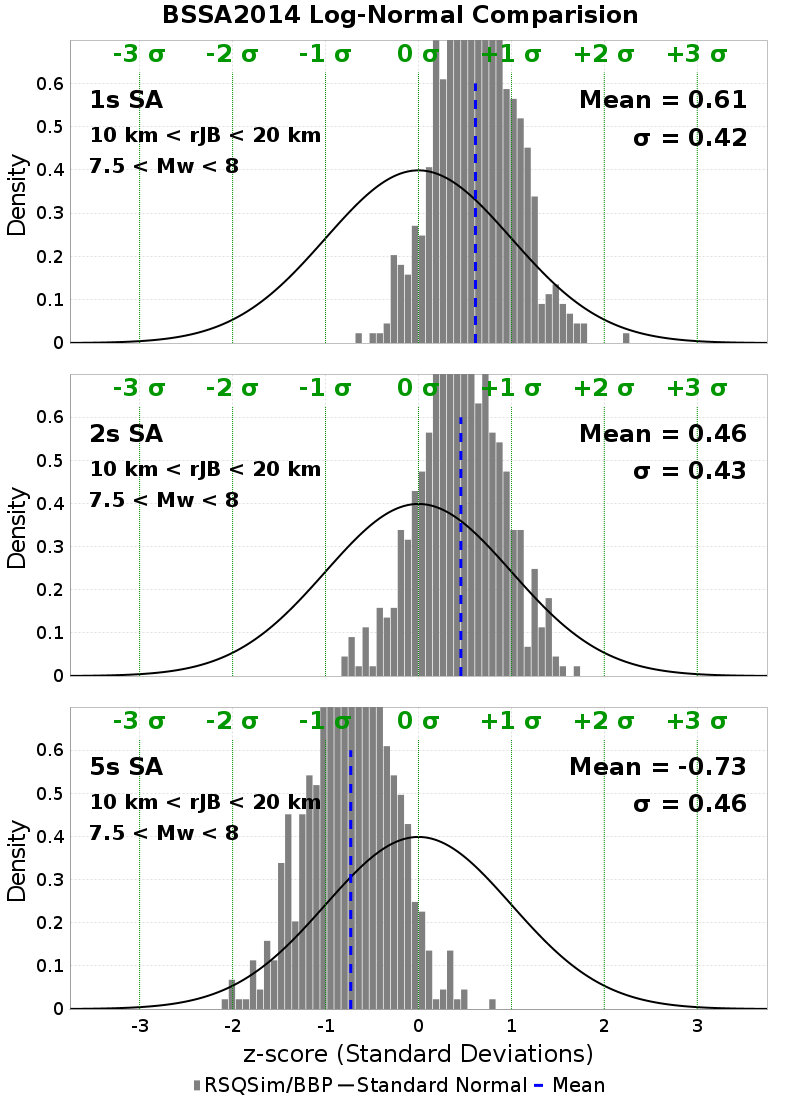 BSSA2014 Log-Normal Comparision
-3 σ -2 σ -1 σ 0 σ +1 σ +2 σ +3 σ
1s SA
Mean = 0.61
10 km < rJB < 20 km
σ = 0.42
7.5 < Mw < 8
Density
0.6
0.5
0.4
0.3
0.2
0.1
0
-3 σ -2 σ -1 σ 0 σ +1 σ +2 σ +3 σ
2s SA
Mean = 0.46
10 km < rJB < 20 km
σ = 0.43
7.5 < Mw < 8
Density
0.6
0.5
0.4
0.3
0.2
0.1
0
-3 σ -2 σ -1 σ 0 σ +1 σ +2 σ +3 σ
5s SA
Mean = -0.73
10 km < rJB < 20 km
σ = 0.46
7.5 < Mw < 8
Density
0.6
0.5
0.4
0.3
0.2
0.1
0
-3 -2 -1 0 1 2 3
z-score (Standard Deviations)
RSQSim/BBP Standard Normal Mean